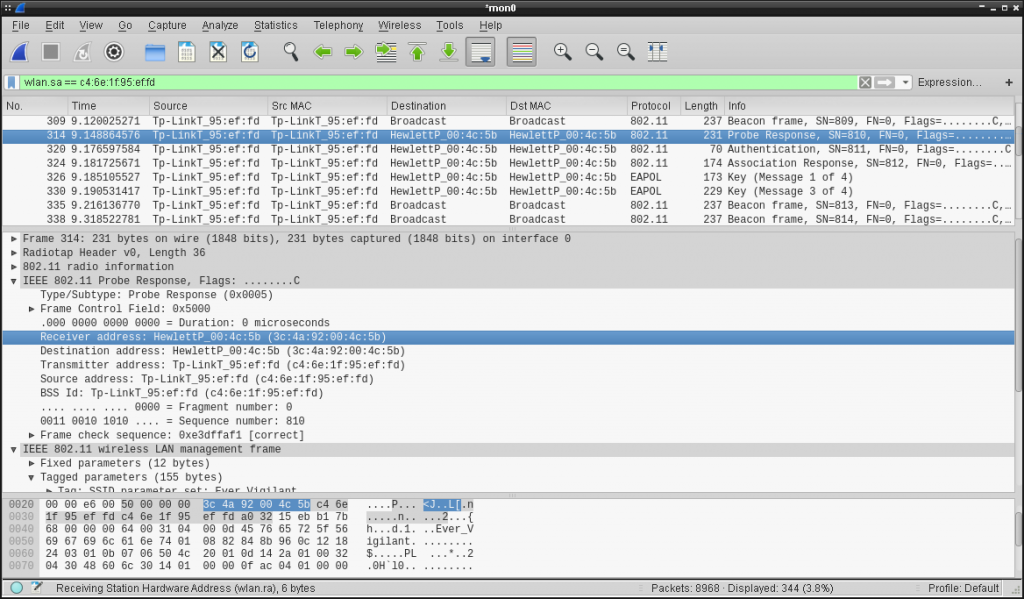 *mon0
File Edit View Go Capture Analyze Statistics Telephony Wireless Tools Help
wlan.sa == c4:6e:1f:95:ef:fd Expression… +
No. Time Source Src MAC Destination Dst MAC Protocol Length Info
309 9.120025271 Tp-LinkT_95:ef:fd Tp-LinkT_95:ef:fd Broadcast Broadcast 802.11 237 Beacon frame, SN=809, FN=0, Flags=........C,…
314 9.148864576 Tp-LinkT_95:ef:fd Tp-LinkT_95:ef:fd HewlettP_00:4c:5b HewlettP_00:4c:5b 802.11 231 Probe Response, SN=810, FN=0, Flags=........…
320 9.176597584 Tp-LinkT_95:ef:fd Tp-LinkT_95:ef:fd HewlettP_00:4c:5b HewlettP_00:4c:5b 802.11 70 Authentication, SN=811, FN=0, Flags=........C
324 9.181725671 Tp-LinkT_95:ef:fd Tp-LinkT_95:ef:fd HewlettP_00:4c:5b HewlettP_00:4c:5b 802.11 174 Association Response, SN=812, FN=0, Flags=..…
326 9.185105527 Tp-LinkT_95:ef:fd Tp-LinkT_95:ef:fd HewlettP_00:4c:5b HewlettP_00:4c:5b EAPOL 173 Key (Message 1 of 4)
330 9.190531417 Tp-LinkT_95:ef:fd Tp-LinkT_95:ef:fd HewlettP_00:4c:5b HewlettP_00:4c:5b EAPOL 229 Key (Message 3 of 4)
335 9.216136770 Tp-LinkT_95:ef:fd Tp-LinkT_95:ef:fd Broadcast Broadcast 802.11 237 Beacon frame, SN=813, FN=0, Flags=........C,…
338 9.318522781 Tp-LinkT_95:ef:fd Tp-LinkT_95:ef:fd Broadcast Broadcast 802.11 237 Beacon frame, SN=814, FN=0, Flags=........C,…
Frame 314: 231 bytes on wire (1848 bits), 231 bytes captured (1848 bits) on interface 0
Radiotap Header v0, Length 36
802.11 radio information
IEEE 802.11 Probe Response, Flags: ........C
Type/Subtype: Probe Response (0x0005)
Frame Control Field: 0x5000
.000 0000 0000 0000 = Duration: 0 microseconds
Receiver address: HewlettP_00:4c:5b (3c:4a:92:00:4c:5b)
Destination address: HewlettP_00:4c:5b (3c:4a:92:00:4c:5b)
Transmitter address: Tp-LinkT_95:ef:fd (c4:6e:1f:95:ef:fd)
Source address: Tp-LinkT_95:ef:fd (c4:6e:1f:95:ef:fd)
BSS Id: Tp-LinkT_95:ef:fd (c4:6e:1f:95:ef:fd)
.... .... .... 0000 = Fragment number: 0
0011 0010 1010 .... = Sequence number: 810
Frame check sequence: 0xe3dffaf1 [correct]
IEEE 802.11 wireless LAN management frame
Fixed parameters (12 bytes)
Tagged parameters (155 bytes)
Tag: SSID parameter set: Ever_Vigilant
0020 00 00 e6 00 50 00 00 00 3c 4a 92 00 4c 5b c4 6e ....P... <J..L[.n
0030 1f 95 ef fd c4 6e 1f 95 ef fd a0 32 15 eb b1 7b .....n.. ...2...{
0040 68 00 00 00 64 00 31 04 00 0d 45 76 65 72 5f 56 h...d.1. ..Ever_V
0050 69 67 69 6c 61 6e 74 01 08 82 84 8b 96 0c 12 18 igilant. ........
0060 24 03 01 0b 07 06 50 4c 20 01 0d 14 2a 01 00 32 $.....PL ...*..2
0070 04 30 48 60 6c 30 14 01 00 00 0f ac 04 01 00 00 .0H`l0.. ........
Receiving Station Hardware Address (wlan.ra), 6 bytes Packets: 8968 · Displayed: 344 (3.8%) Profile: Default